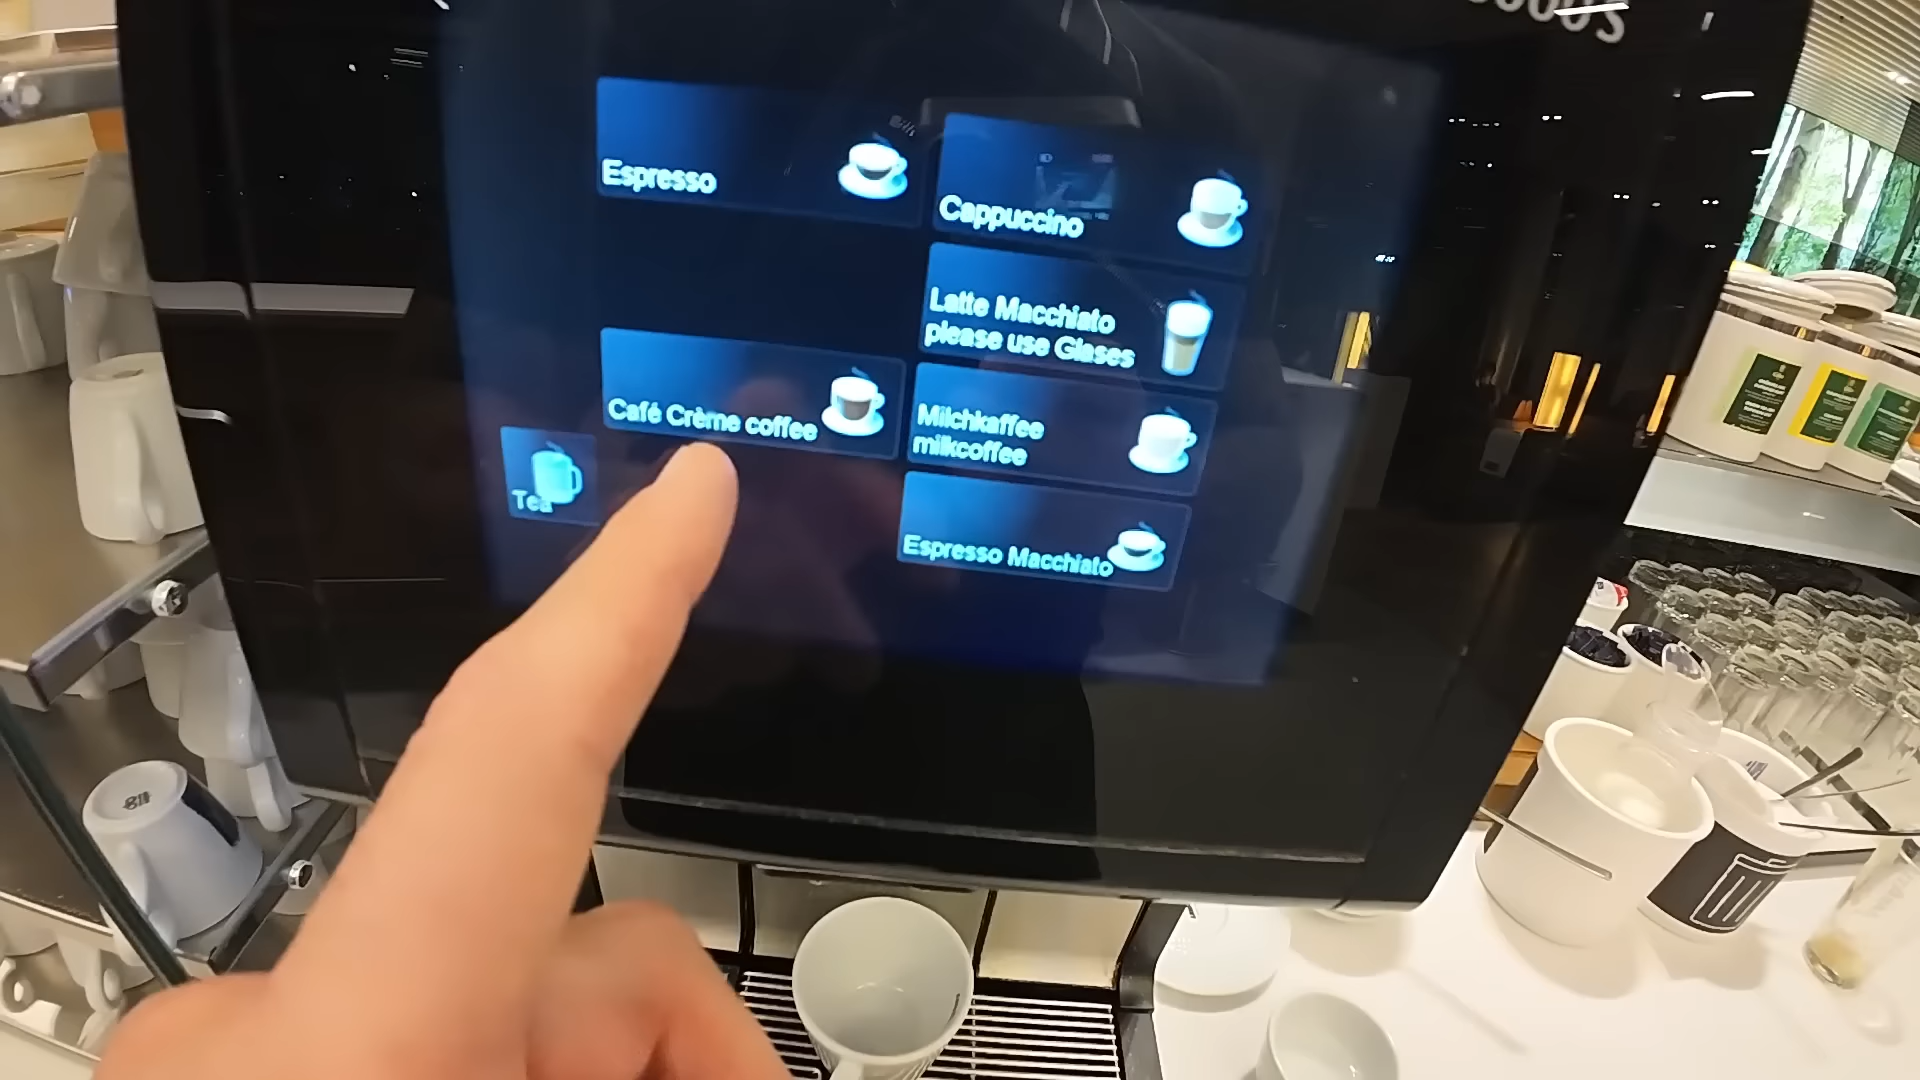 Espresso
Cappuccino
Latte Macchiato
please use Glases
Café Crème coffee
Milchkaffee
milkcoffee
Tea
Espresso Macchiato